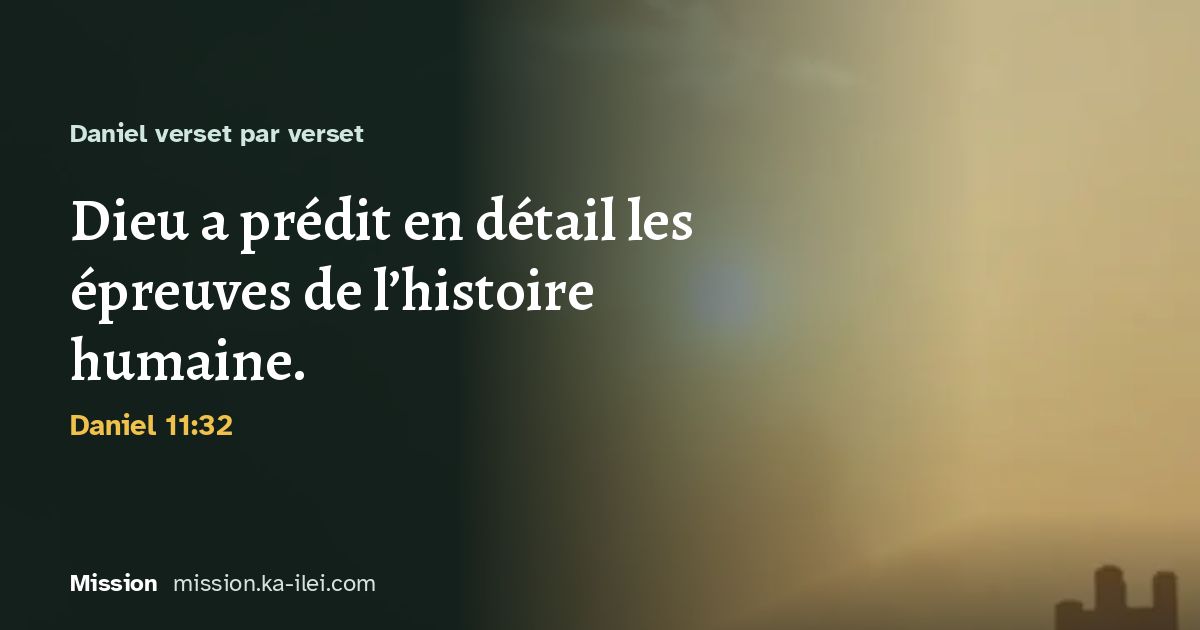 Daniel verset par verset
Dieu a prédit en détail les
épreuves de l’histoire
humaine.
Daniel 11:32
Mission mission.ka-ilei.com